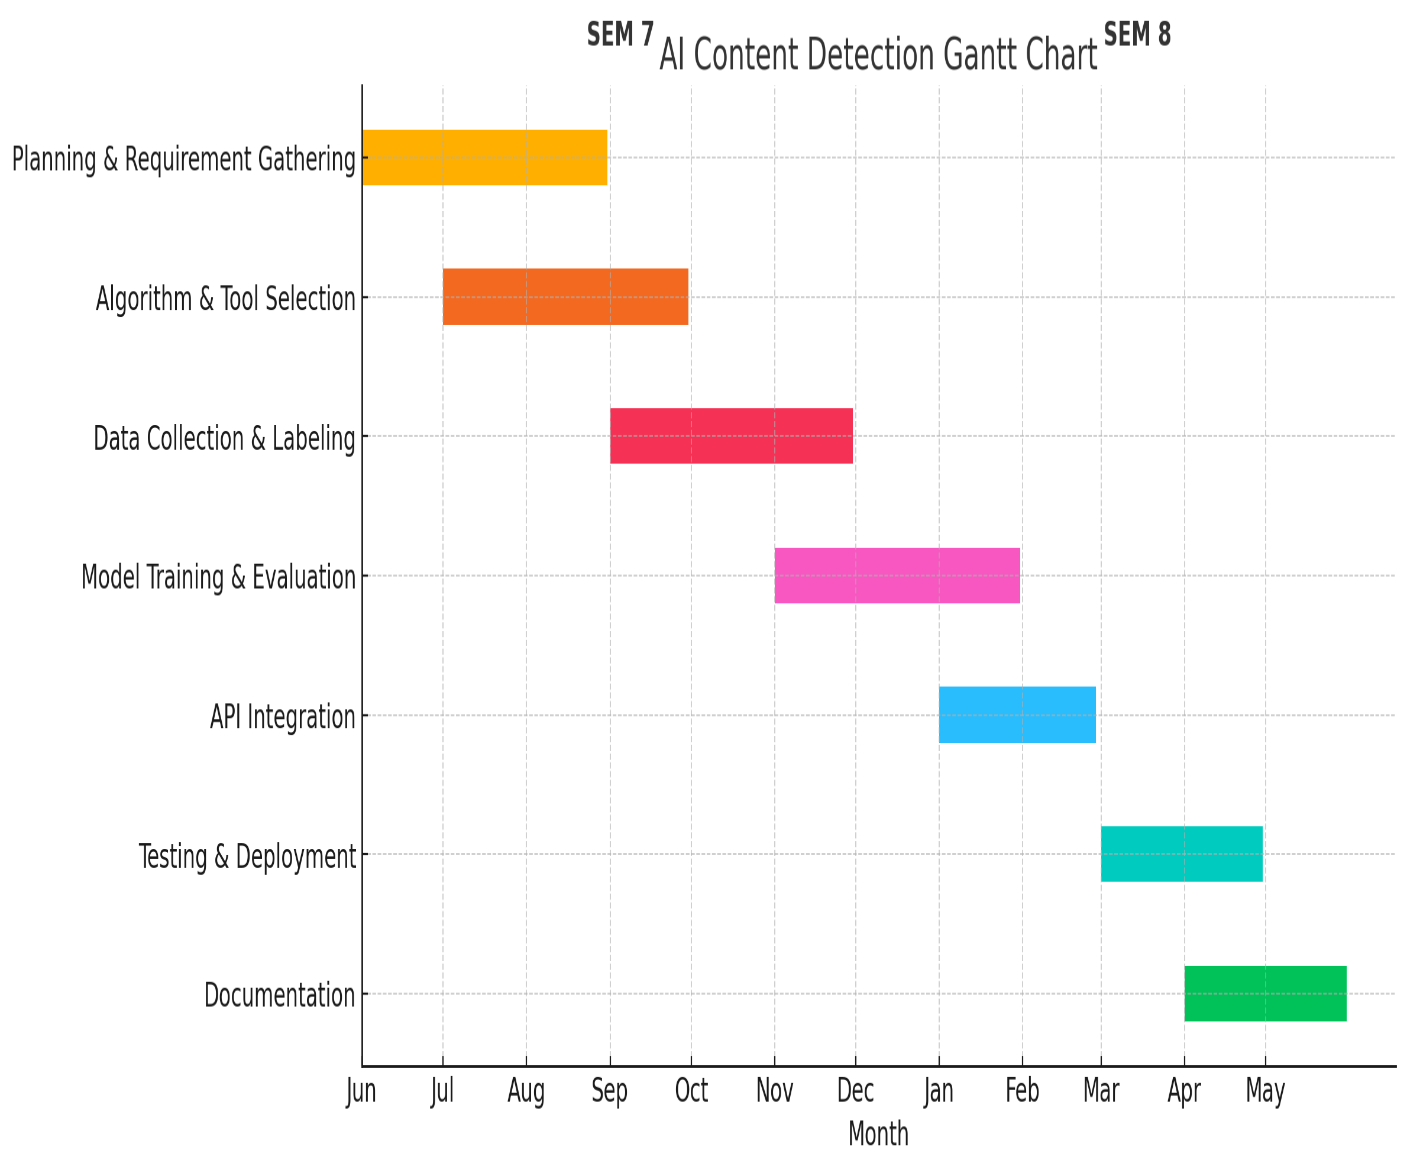 SEM 7
AI Content Detection Gantt Chart
SEM 8
Planning & Requirement Gathering
Algorithm & Tool Selection
Data Collection & Labeling
Model Training & Evaluation
API Integration
Testing & Deployment
Documentation
Jun Jul Aug Sep Oct Nov Dec Jan Feb Mar Apr May
Month